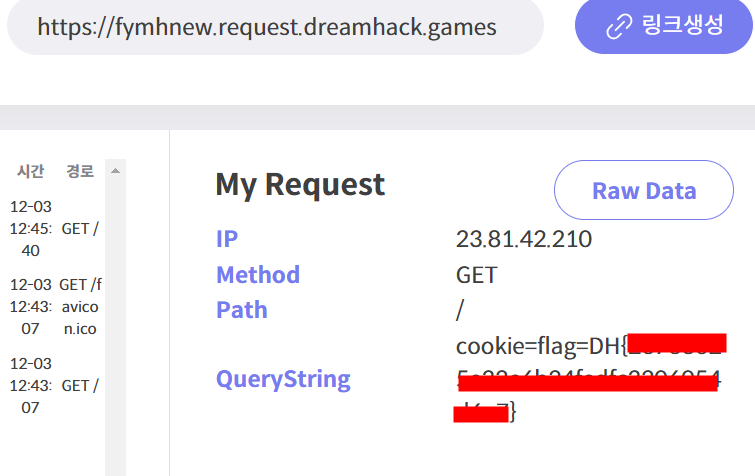 https://fymhnew.request.dreamhack.games
링크생성
시간 경로
12-03
12:45:
40
GET /
12-03
12:43:
07
GET /f
avico
n.ico
12-03
12:43:
07
GET /
My Request
Raw Data
IP 23.81.42.210
Method GET
Path /
QueryString
cookie=flag=DH{
}